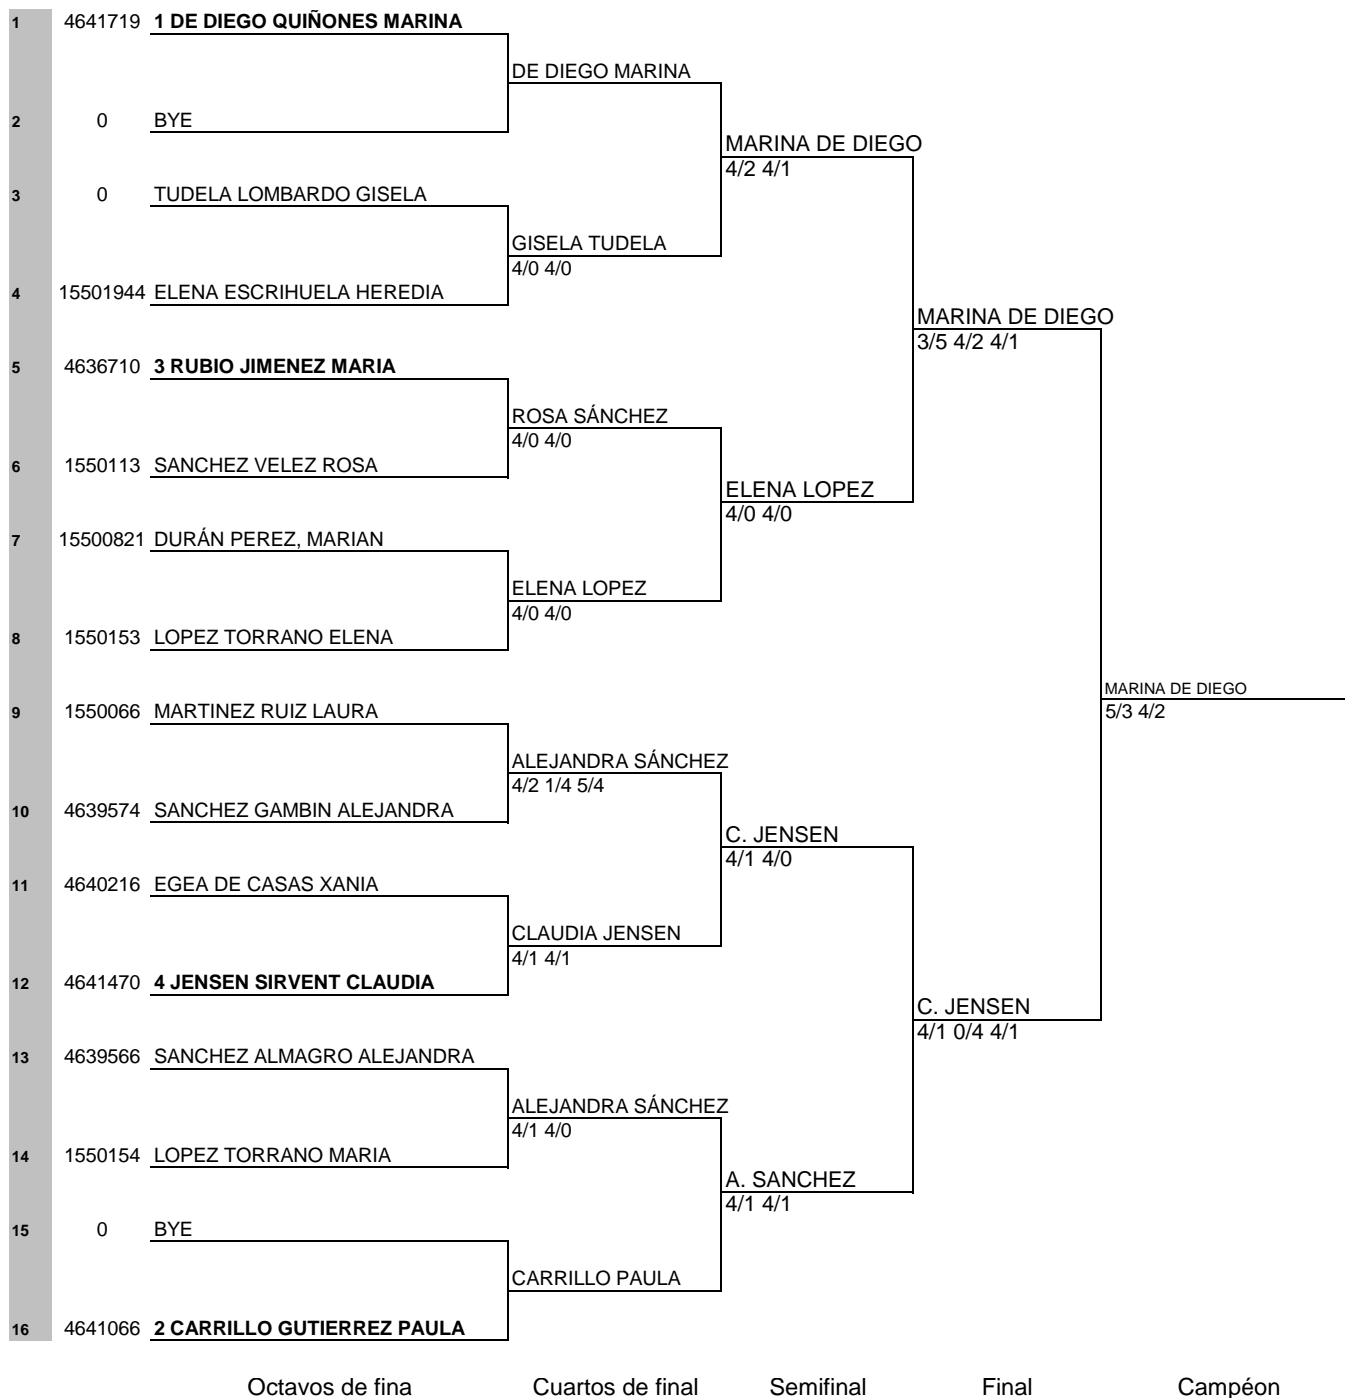 1 4641719 1 DE DIEGO QUIÑONES MARINA
DE DIEGO MARINA
2 0 BYE
MARINA DE DIEGO
4/2 4/1
3 0 TUDELA LOMBARDO GISELA
GISELA TUDELA
4/0 4/0
4 15501944 ELENA ESCRIHUELA HEREDIA
MARINA DE DIEGO
3/5 4/2 4/1
5 4636710 3 RUBIO JIMENEZ MARIA
ROSA SÁNCHEZ
4/0 4/0
6 1550113 SANCHEZ VELEZ ROSA
ELENA LOPEZ
4/0 4/0
7 15500821 DURÁN PEREZ, MARIAN
ELENA LOPEZ
4/0 4/0
8 1550153 LOPEZ TORRANO ELENA
MARINA DE DIEGO
5/3 4/2
9 1550066 MARTINEZ RUIZ LAURA
ALEJANDRA SÁNCHEZ
4/2 1/4 5/4
10 4639574 SANCHEZ GAMBIN ALEJANDRA
C. JENSEN
4/1 4/0
11 4640216 EGEA DE CASAS XANIA
CLAUDIA JENSEN
4/1 4/1
12 4641470 4 JENSEN SIRVENT CLAUDIA
C. JENSEN
4/1 0/4 4/1
13 4639566 SANCHEZ ALMAGRO ALEJANDRA
ALEJANDRA SÁNCHEZ
4/1 4/0
14 1550154 LOPEZ TORRANO MARIA
A. SANCHEZ
4/1 4/1
15 0 BYE
CARRILLO PAULA
16 4641066 2 CARRILLO GUTIERREZ PAULA
Octavos de fina Cuartos de final Semifinal Final Campéon